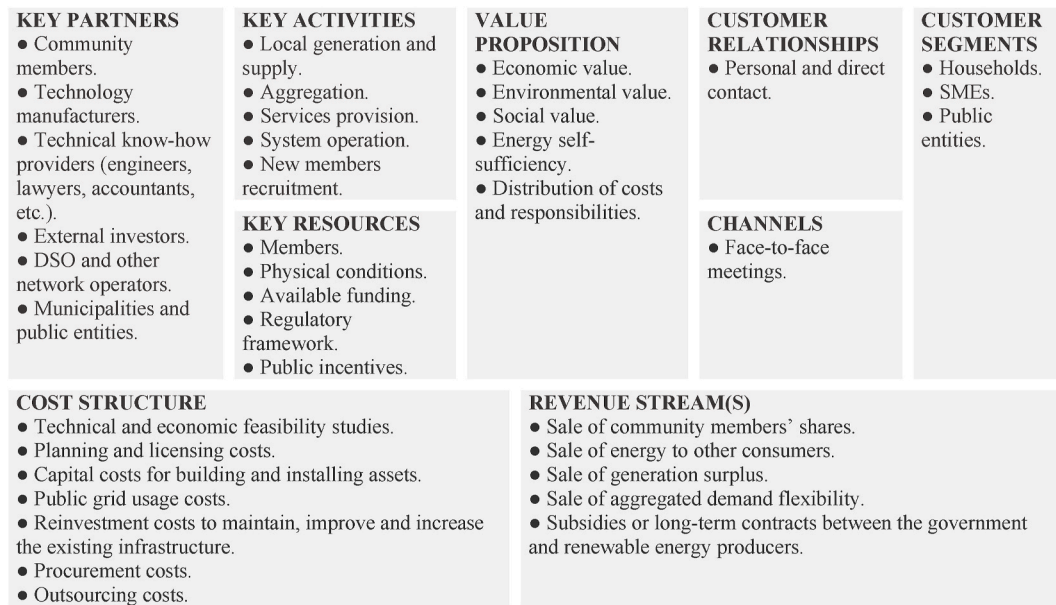 KEY PARTNERS
● Community
members.
● Technology
manufacturers.
● Technical know-how
providers (engineers,
lawyers, accountants,
etc.).
● External investors.
● DSO and other
network operators.
● Municipalities and
public entities.
KEY ACTIVITIES
● Local generation and
supply.
● Aggregation.
● Services provision.
● System operation.
● New members
recruitment.
KEY RESOURCES
● Members.
● Physical conditions.
● Available funding.
● Regulatory
framework.
● Public incentives.
VALUE
PROPOSITION
● Economic value.
● Environmental value.
● Social value.
● Energy self-
sufficiency.
● Distribution of costs
and responsibilities.
CUSTOMER
RELATIONSHIPS
● Personal and direct
contact.
CHANNELS
● Face-to-face
meetings.
CUSTOMER
SEGMENTS
● Households.
● SMEs.
● Public
entities.
COST STRUCTURE
● Technical and economic feasibility studies.
● Planning and licensing costs.
● Capital costs for building and installing assets.
● Public grid usage costs.
● Reinvestment costs to maintain, improve and increase
the existing infrastructure.
● Procurement costs.
● Outsourcing costs.
REVENUE STREAM(S)
● Sale of community members’ shares.
● Sale of energy to other consumers.
● Sale of generation surplus.
● Sale of aggregated demand flexibility.
● Subsidies or long-term contracts between the government
and renewable energy producers.